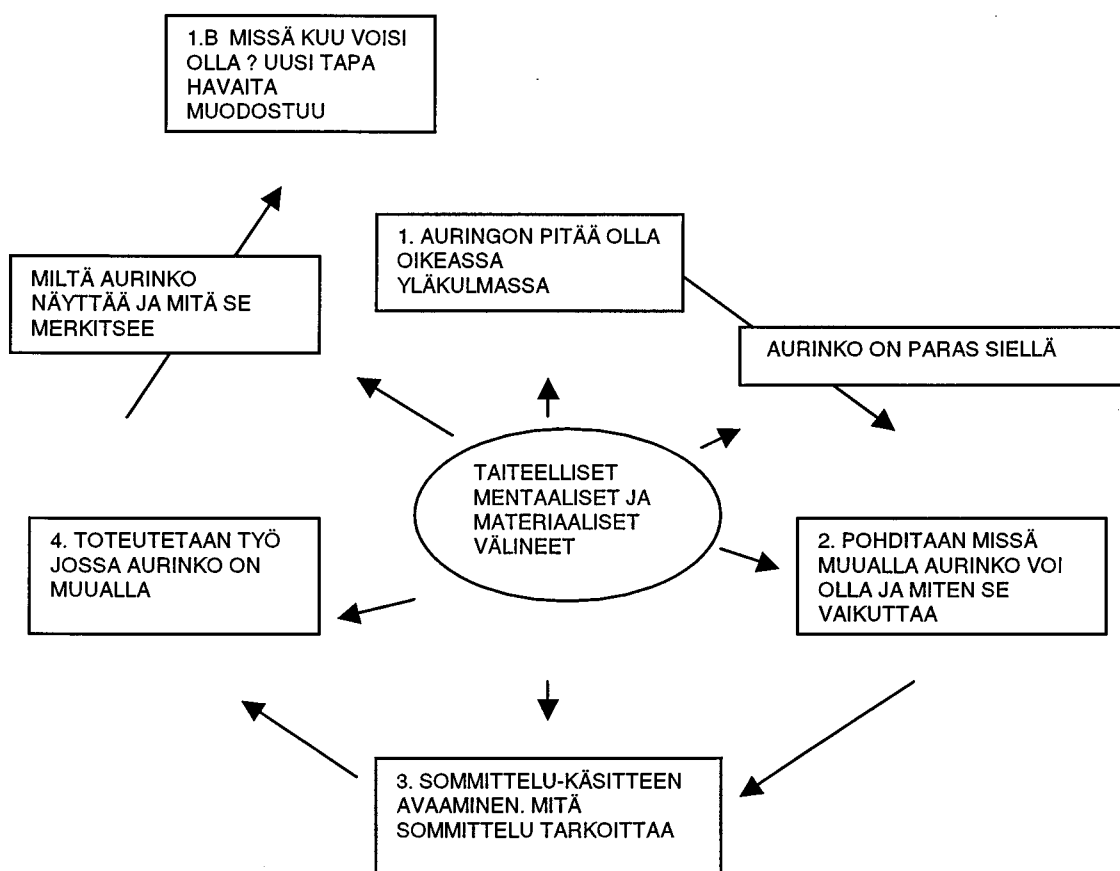 1.B MISSÄ KUU VOISI
OLLA ? UUSI TAPA
HAVAITA
MUODOSTUU
1. AURINGON PITÄÄ OLLA
OIKEASSA
YLÄKULMASSA
MILTÄ AURINKO
NÄYTTÄÄ JA MITÄ SE
MERKITSEE
AURINKO ON PARAS SIELLÄ
TAITEELLISET
MENTAALISET JA
MATERIAALISET
VÄLINEET
4. TOTEUTETAAN TYÖ
JOSSA AURINKO ON
MUUALLA
2. POHDITAAN MISSÄ
MUUALLA AURINKO VOI
OLLA JA MITEN SE
VAIKUTTAA
3. SOMMITTELU-KÄSITTEEN
AVAAMINEN. MITÄ
SOMMITTELU TARKOITTAA